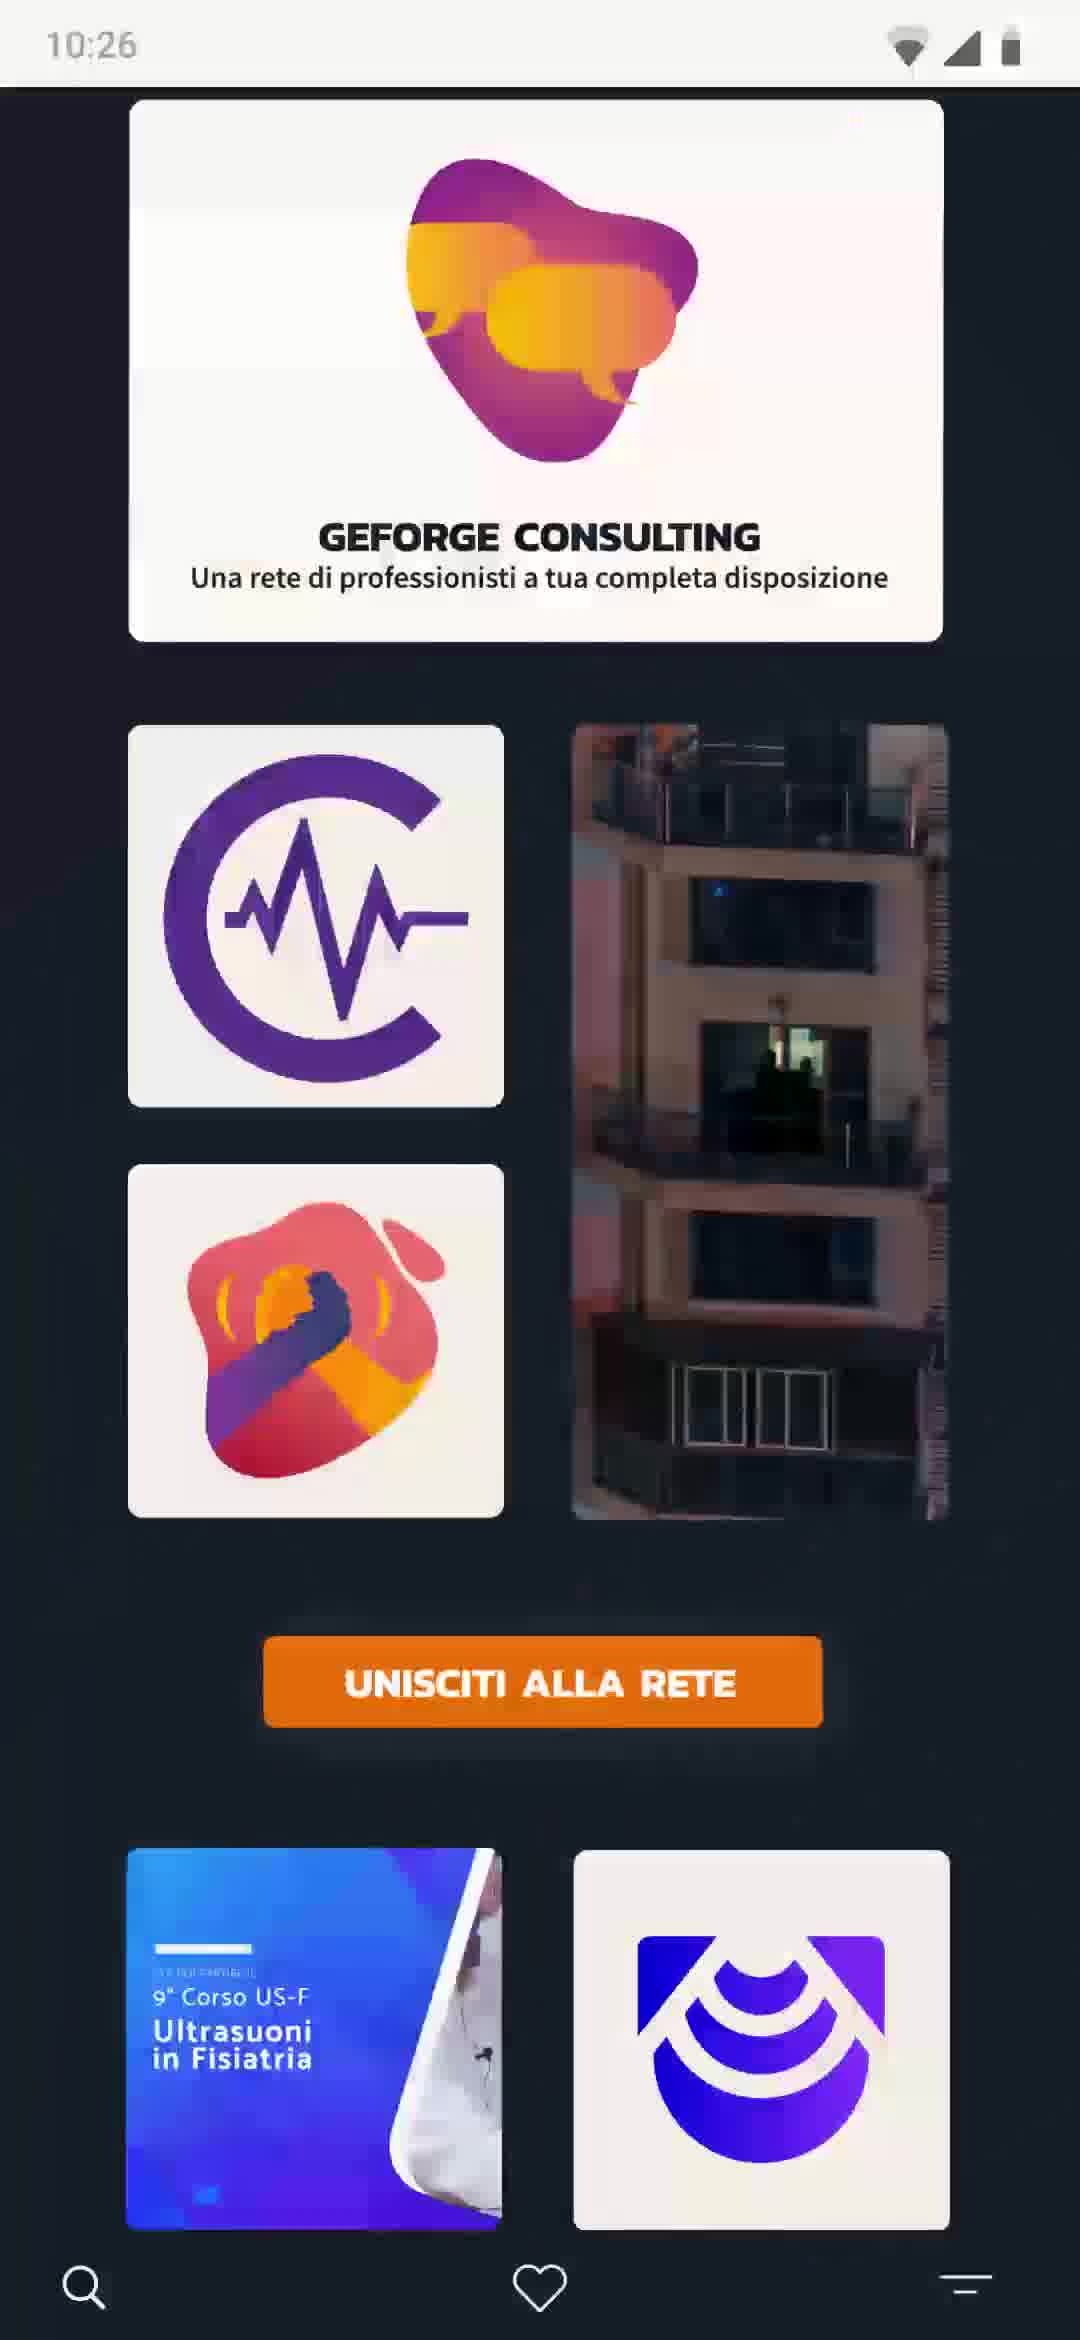 10:26
GEFORGE CONSULTING
Una rete di professionisti a tua completa disposizione
UNISCITI ALLA RETE
9° Corso US-F
Ultrasuoni
in Fisiatria